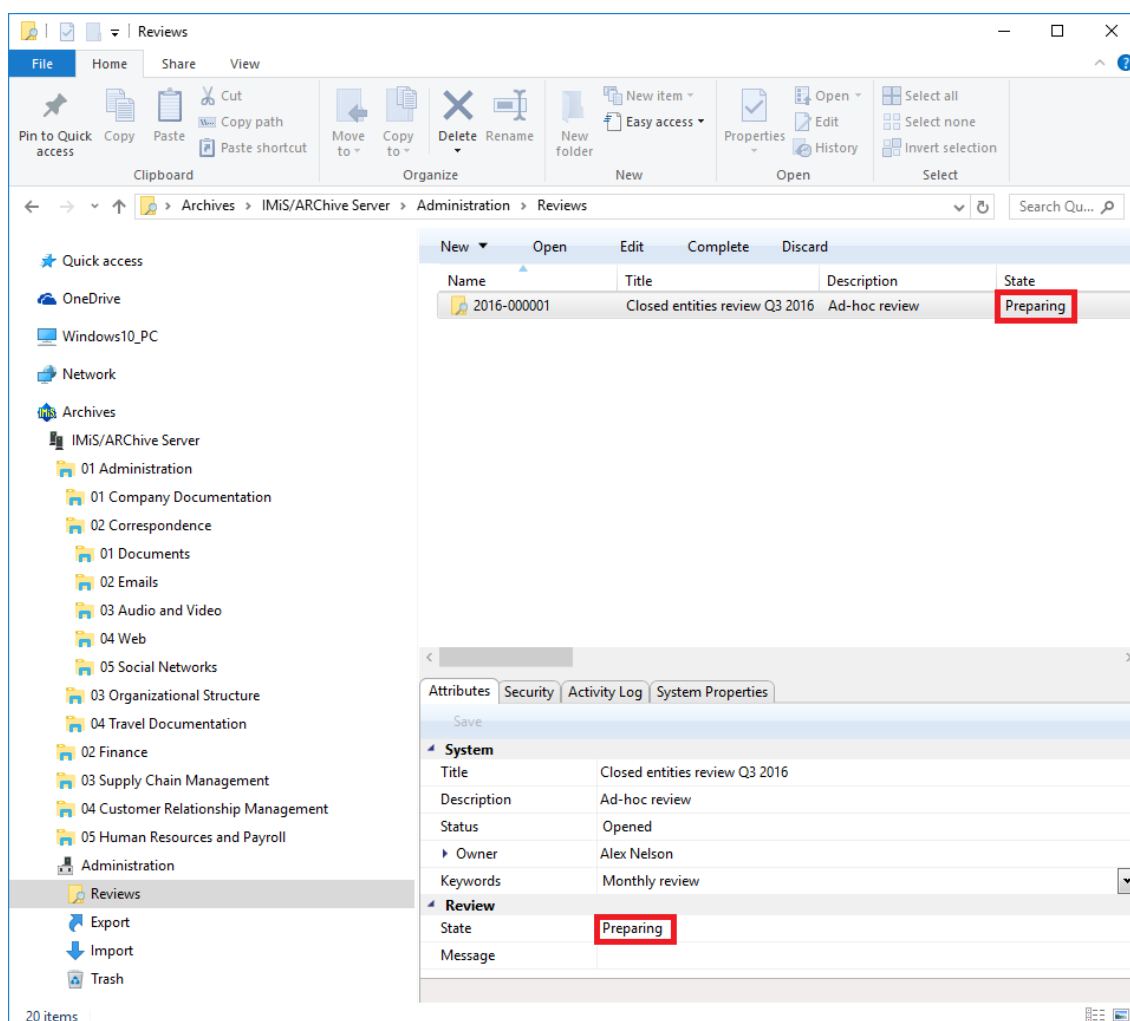 Reviews
File Home Share View
Pin to Quick access Copy Paste Cut Copy path Paste shortcut
Move to Copy to Delete Rename New folder New item Easy access
Properties Open Edit History Select all Select none Invert selection
Clipboard Organize New Open Select
Archives > IMiS/ARChive Server > Administration > Reviews Search Qu...
Quick access
OneDrive
Windows10_PC
Network
Archives
IMiS/ARChive Server
01 Administration
01 Company Documentation
02 Correspondence
01 Documents
02 Emails
03 Audio and Video
04 Web
05 Social Networks
03 Organizational Structure
04 Travel Documentation
02 Finance
03 Supply Chain Management
04 Customer Relationship Management
05 Human Resources and Payroll
Administration
Reviews
Export
Import
Trash
New Open Edit Complete Discard
Name Title Description State
2016-000001 Closed entities review Q3 2016 Ad-hoc review Preparing
Attributes Security Activity Log System Properties
Save
System
Title Closed entities review Q3 2016
Description Ad-hoc review
Status Opened
Owner Alex Nelson
Keywords Monthly review
Review
State Preparing
Message
20 items